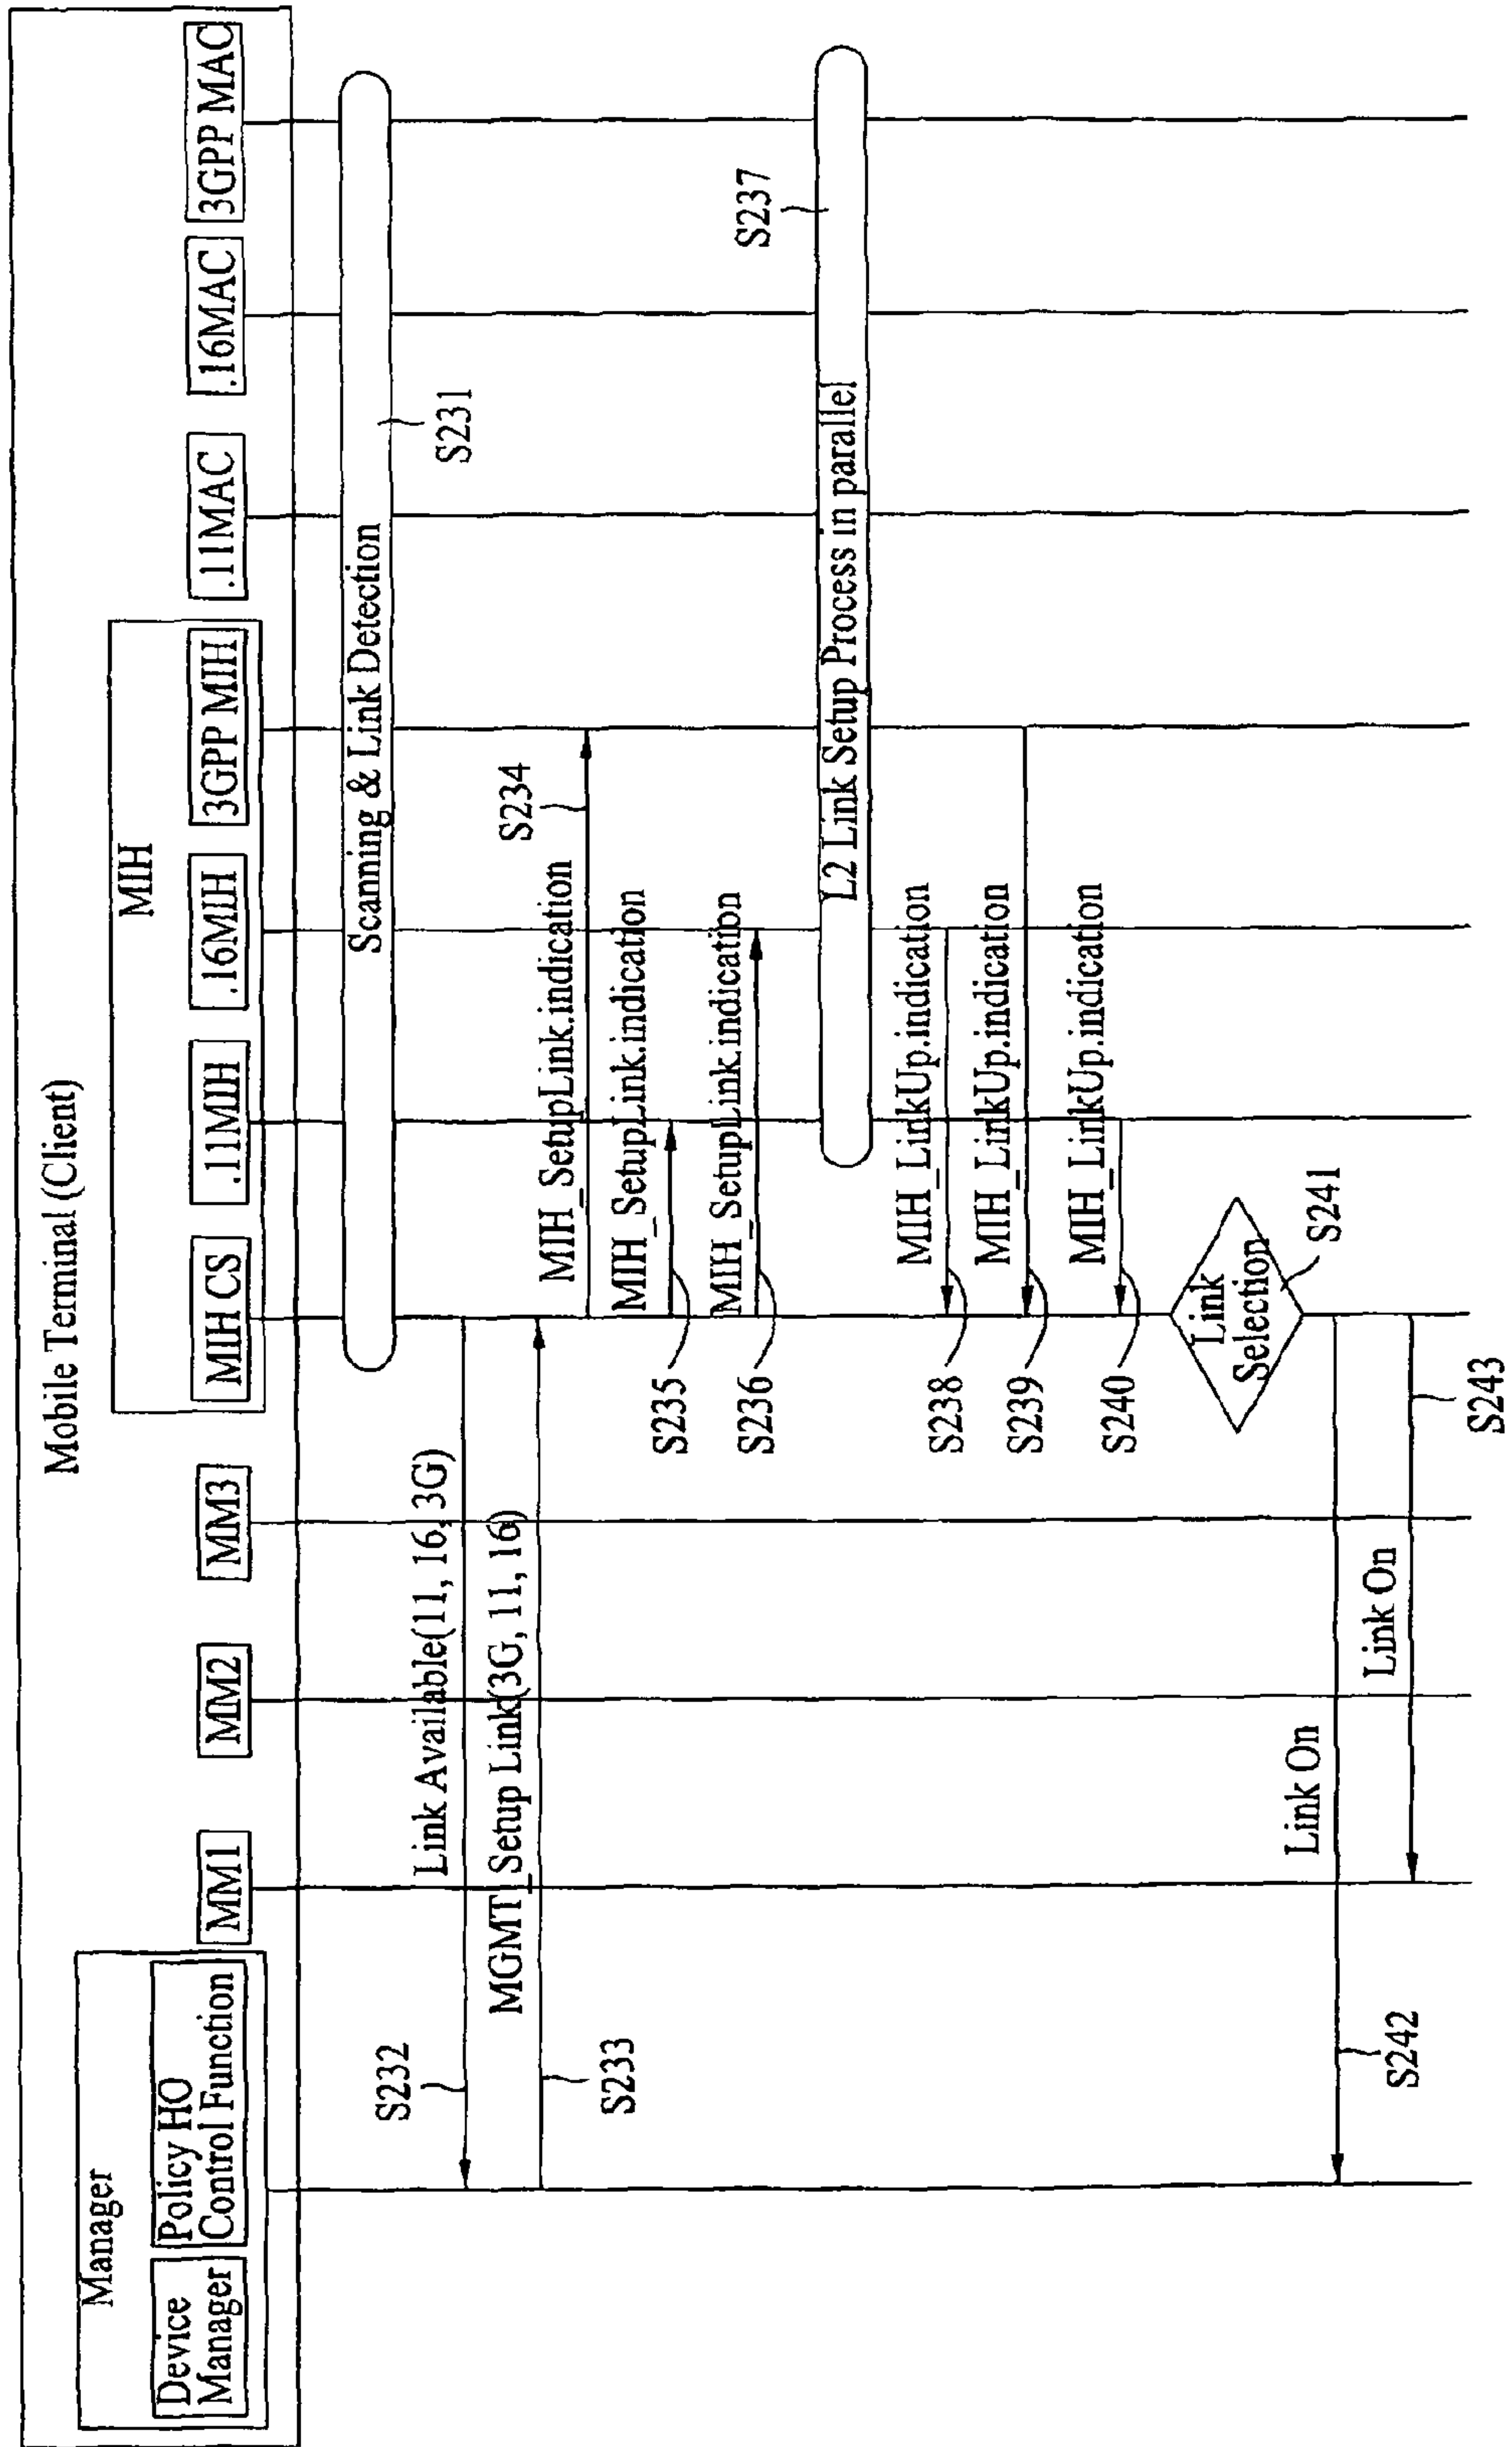 Mobile Terminal (Client)
Manager
Device
Manager
Policy HO
Control Function
MM1
MM2
MM3
MIH
MIH CS
.11MIH
.16MIH
3GPP MIH
.11MAC
.16MAC
3GPP MAC
Scanning & Link Detection
S231
Link Available(11, 16, 3G)
S232
MGMT_Setup Link(3G, 11, 16)
S233
MIH_SetupLink.indication
S234
MIH_SetupLink.indication
S235
MIH_SetupLink.indication
S236
L2 Link Setup Process in parallel
S237
MIH_LinkUp.indication
S238
MIH_LinkUp.indication
S239
MIH_LinkUp.indication
S240
Link
Selection
S241
Link On
S242
Link On
S243